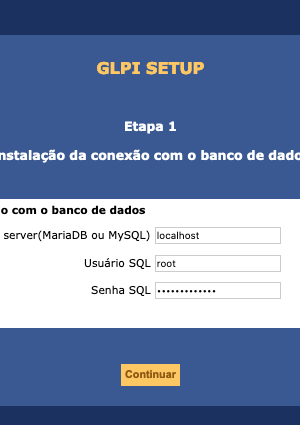 GLPI SETUP
Etapa 1
nstalação da conexão com o banco de dado
o com o banco de dados
server(MariaDB ou MySQL) localhost
Usuário SQL root
Senha SQL •••••••••••••
Continuar